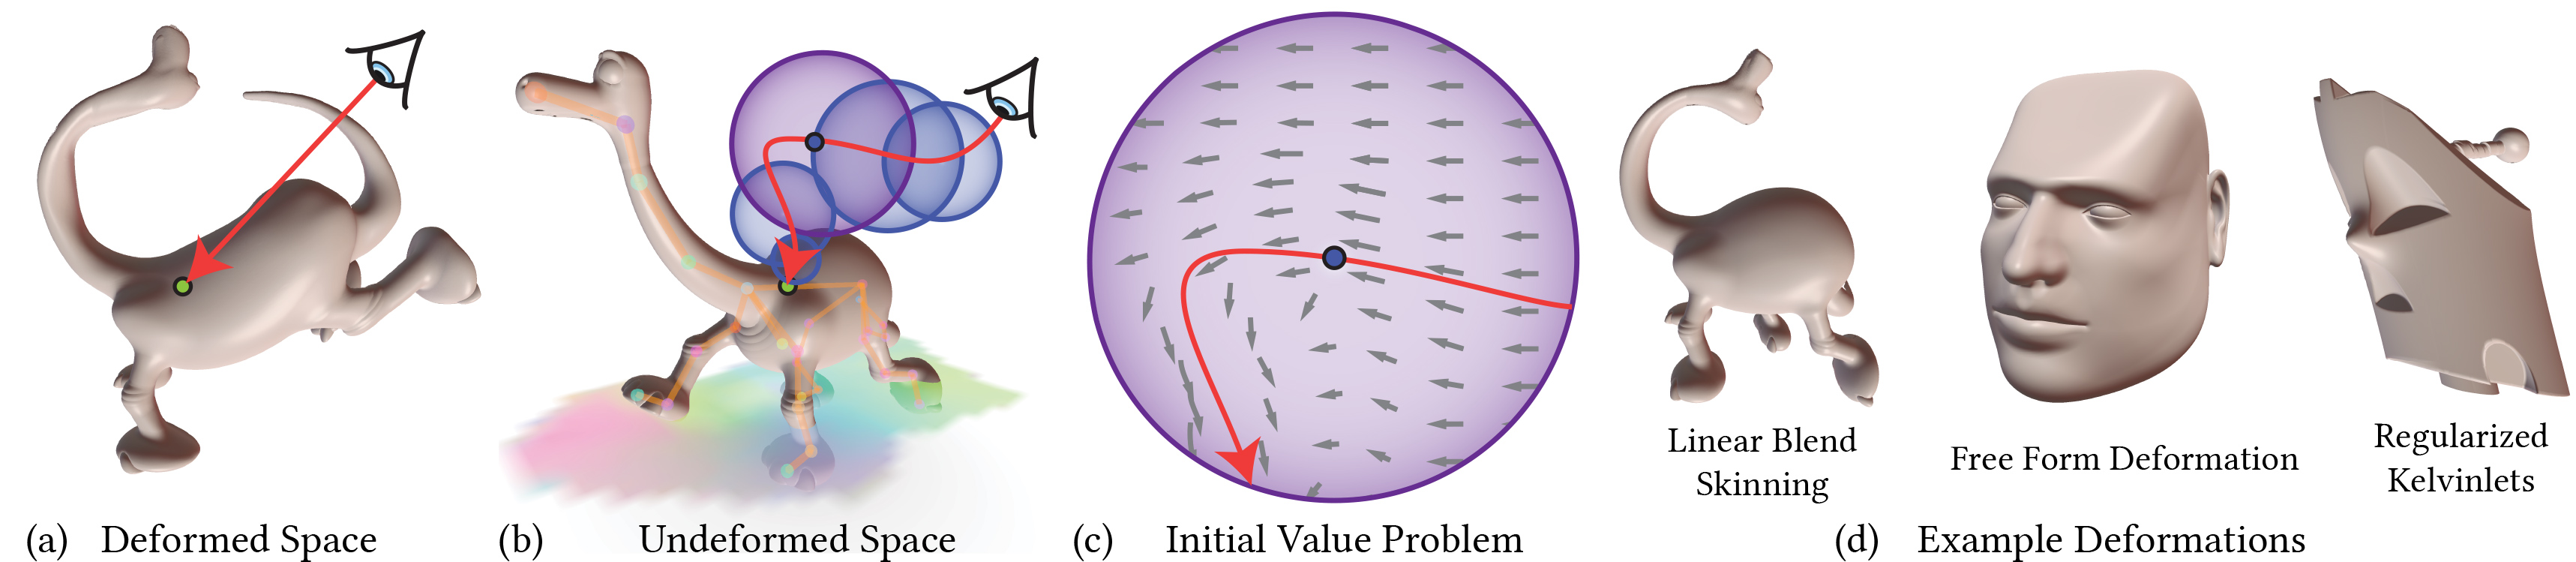 Linear Blend
Skinning
Free Form Deformation
Regularized
Kelvinlets
(a) Deformed Space
(b) Undeformed Space
(c) Initial Value Problem
(d) Example Deformations